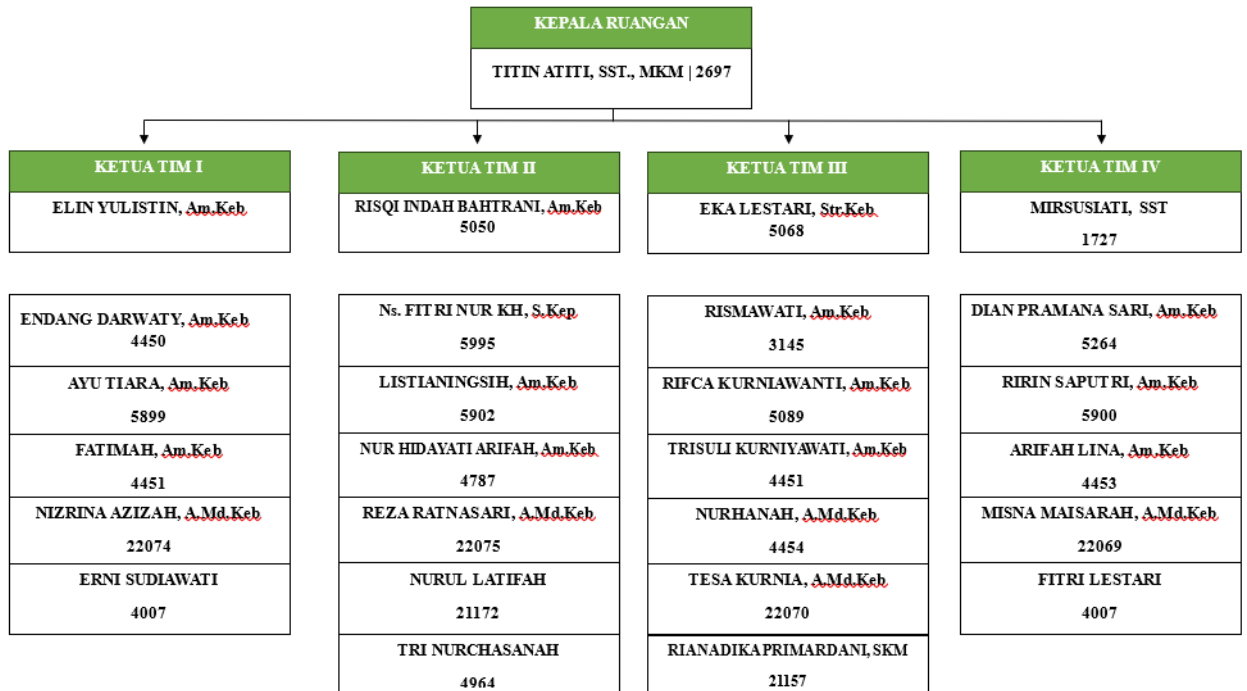 KEPALA RUANGAN
TITIN ATITI, SST., MKM | 2697
KETUA TIM I
ELIN YULISTIN, Am.Keb
ENDANG DARWATY, Am.Keb
4450
AYU TIARA, Am.Keb
5899
FATIMAH, Am.Keb
4451
NIZRINA AZIZAH, A.Md.Keb
22074
ERNI SUDIAWATI
4007
KETUA TIM II
RISQI INDAH BAHTRANI, Am.Keb
5050
Ns. FITRI NUR KH, S.Kep
5995
LISTIANINGSIH, Am.Keb
5902
NUR HIDAYATI ARIFAH, Am.Keb
4787
REZA RATNASARI, A.Md.Keb
22075
NURUL LATIFAH
21172
TRI NURCHASANAH
4964
KETUA TIM III
EKA LESTARI, Str.Keb
5068
RISMAWATI, Am.Keb
3145
RIFCA KURNIAWANTI, Am.Keb
5089
TRISULI KURNIYAWATI, Am.Keb
4451
NURHANAH, A.Md.Keb
4454
TESA KURNIA, A.Md.Keb
22070
RIANADIKA PRIMARDANI, SKM
21157
KETUA TIM IV
MIRSUSIATI, SST
1727
DIAN PRAMANA SARI, Am.Keb
5264
RIRIN SAPUTRI, Am.Keb
5900
ARIFAH LINA, Am.Keb
4453
MISNA MAISARAH, A.Md.Keb
22069
FITRI LESTARI
4007